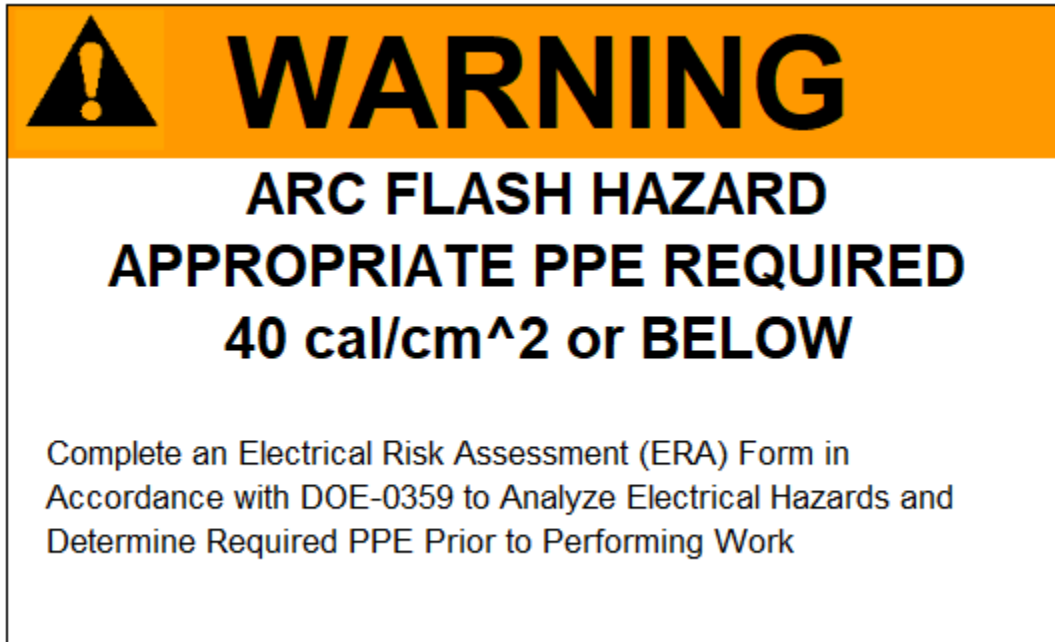 WARNING
ARC FLASH HAZARD
APPROPRIATE PPE REQUIRED
40 cal/cm^2 or BELOW
Complete an Electrical Risk Assessment (ERA) Form in
Accordance with DOE-0359 to Analyze Electrical Hazards and
Determine Required PPE Prior to Performing Work